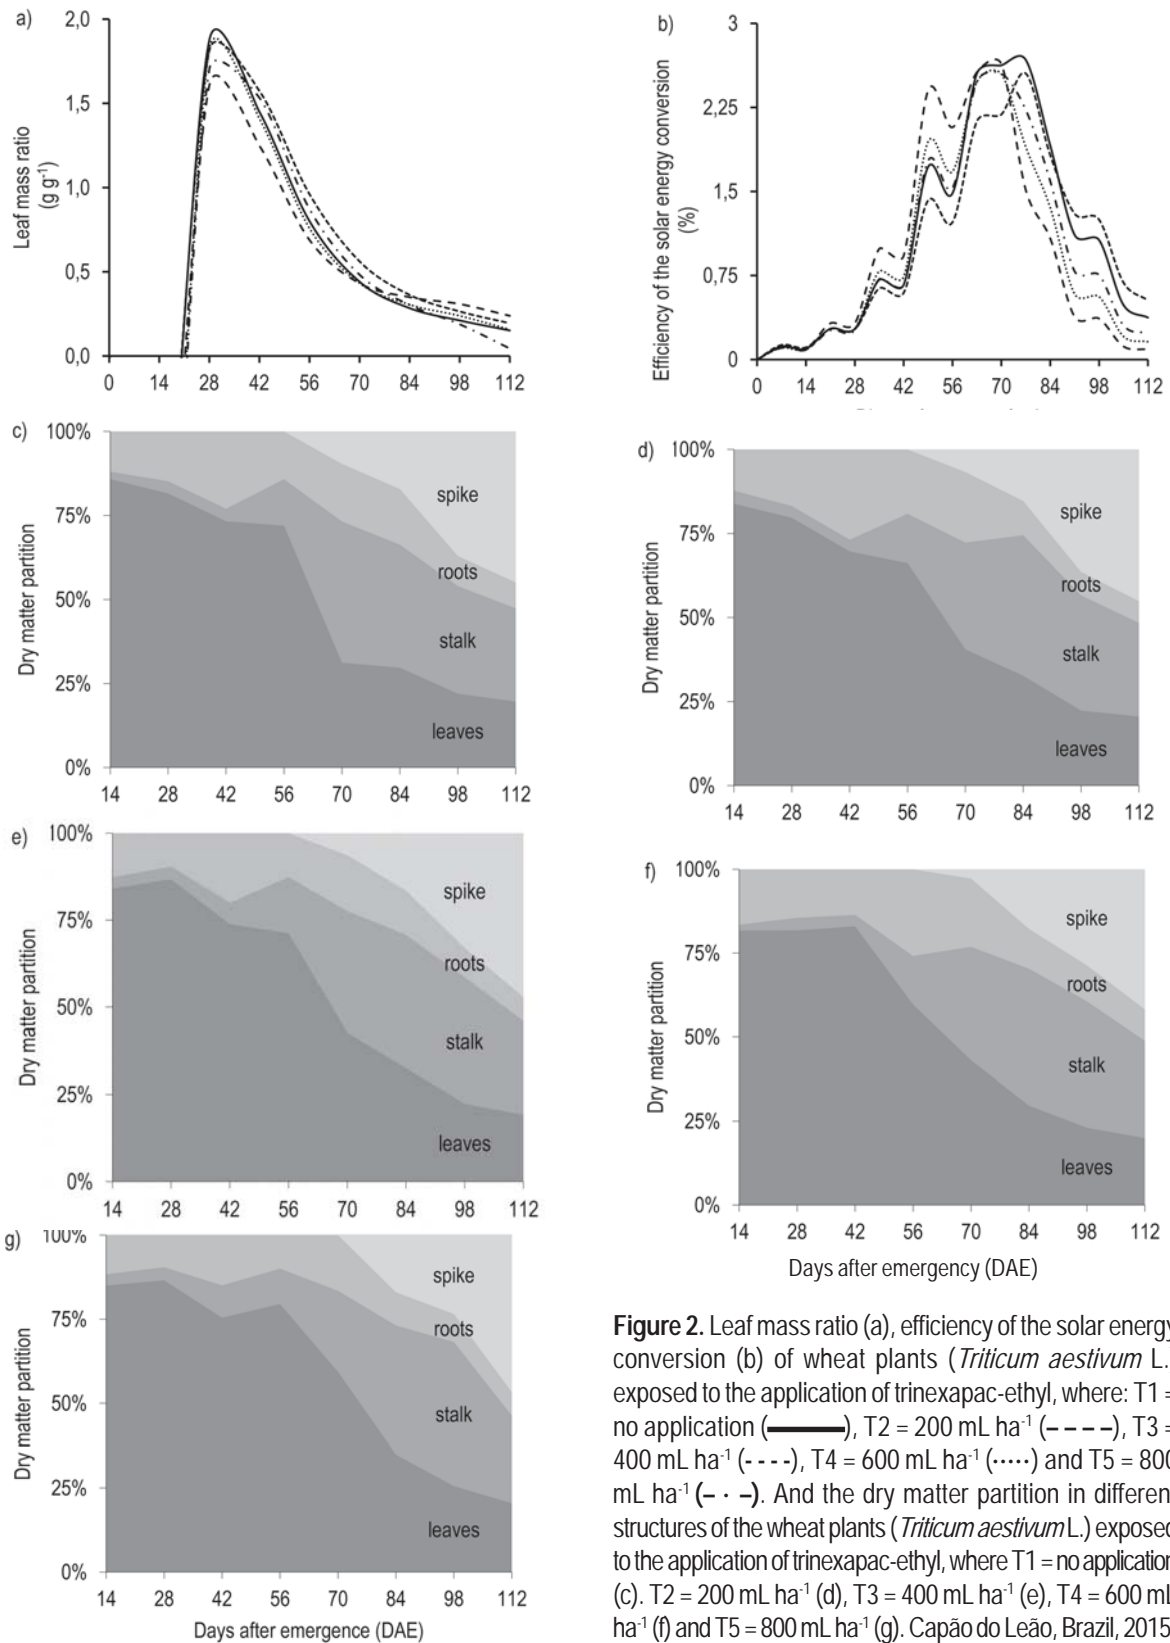 a)
2,0
1,5
1,0
0,5
0,0
Leaf mass ratio
(g g⁻¹)
0 14 28 42 56 70 84 98 112
b)
3
2,25
1,5
0,75
0
Efficiency of the solar energy conversion
(%)
0 14 28 42 56 70 84 98 112
c)
100%
75%
50%
25%
0%
Dry matter partition
spike
roots
stalk
leaves
14 28 42 56 70 84 98 112
d)
100%
75%
50%
25%
0%
Dry matter partition
spike
roots
stalk
leaves
14 28 42 56 70 84 98 112
e)
100%
75%
50%
25%
0%
Dry matter partition
spike
roots
stalk
leaves
14 28 42 56 70 84 98 112
f)
100%
75%
50%
25%
0%
Dry matter partition
spike
roots
stalk
leaves
14 28 42 56 70 84 98 112
Days after emergency (DAE)
g)
100%
75%
50%
25%
0%
Dry matter partition
spike
roots
stalk
leaves
14 28 42 56 70 84 98 112
Days after emergence (DAE)
Figure 2. Leaf mass ratio (a), efficiency of the solar energy
conversion (b) of wheat plants (Triticum aestivum L.
exposed to the application of trinexapac-ethyl, where: T1 =
no application (———), T2 = 200 mL ha⁻¹ (– – – –), T3 =
400 mL ha⁻¹ (- - - -), T4 = 600 mL ha⁻¹ (·····) and T5 = 800
mL ha⁻¹ (– · –). And the dry matter partition in differen
structures of the wheat plants (Triticum aestivum L.) exposed
to the application of trinexapac-ethyl, where T1 = no application
(c). T2 = 200 mL ha⁻¹ (d), T3 = 400 mL ha⁻¹ (e), T4 = 600 mL
ha⁻¹ (f) and T5 = 800 mL ha⁻¹ (g). Capão do Leão, Brazil, 2015